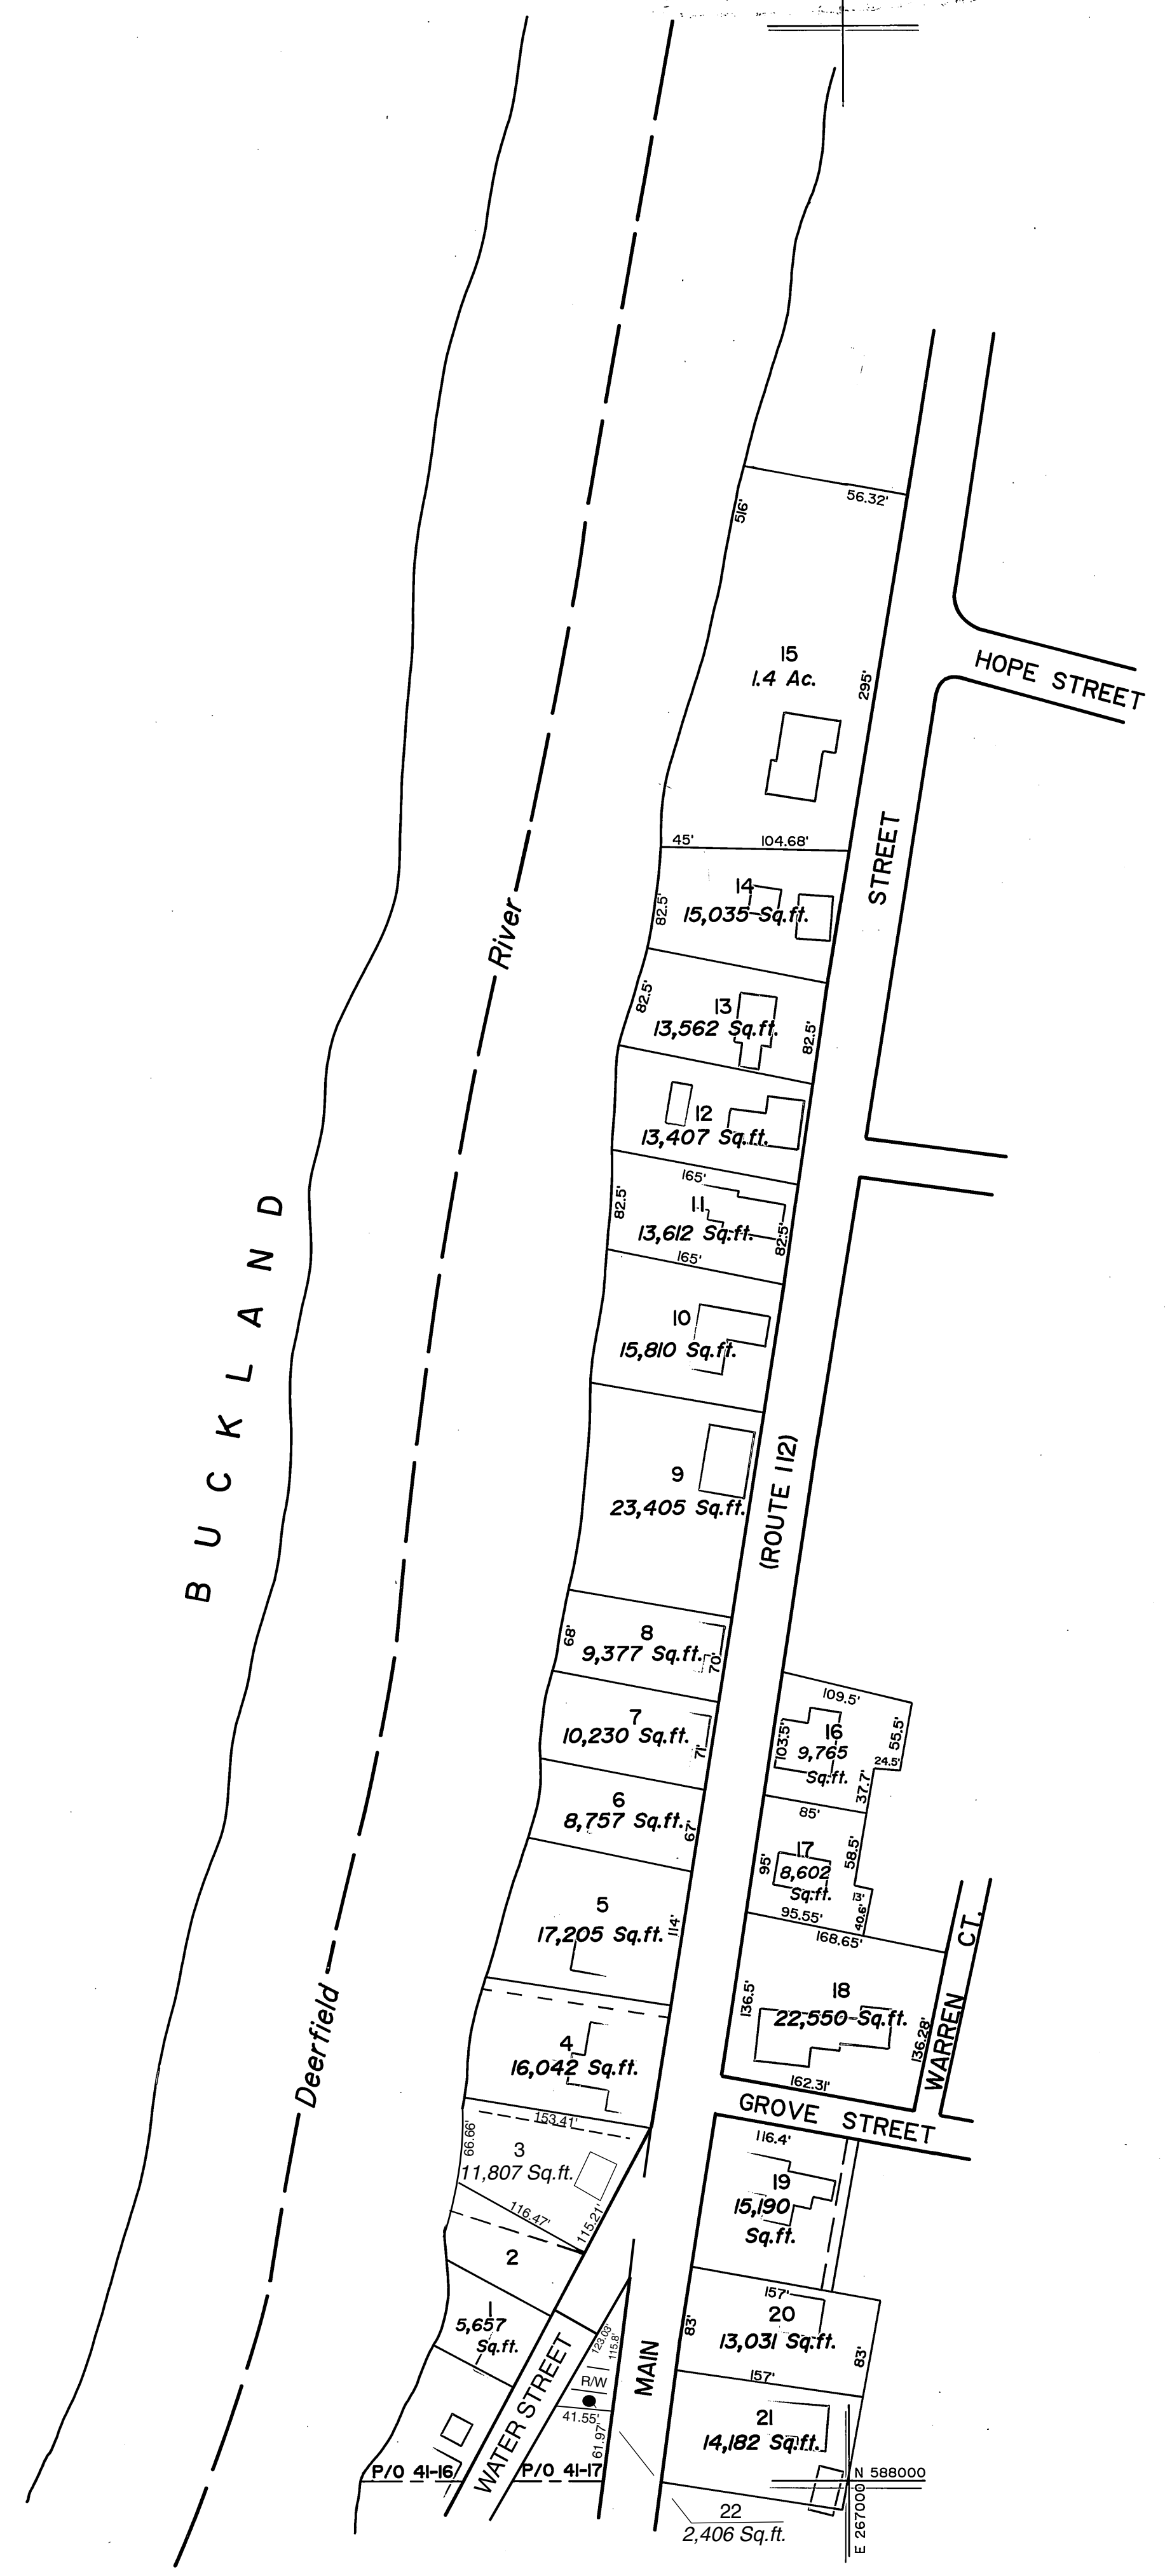 56.32'
516'
15
1.4 Ac.
295'
HOPE STREET
45'
104.68'
STREET
14
15,035 Sq.ft.
82.5'
River
13
13,562 Sq.ft.
82.5'
82.5'
12
13,407 Sq.ft.
165'
11
13,612 Sq.ft.
82.5'
82.5'
165'
BUCKLAND
10
15,810 Sq.ft.
9
23,405 Sq.ft.
(ROUTE 112)
8
9,377 Sq.ft.
68'
70'
7
10,230 Sq.ft.
71'
6
8,757 Sq.ft.
67'
109.5'
16
9,765
Sq.ft.
103.5'
55.5'
24.5'
37.7'
85'
17
8,602
Sq.ft.
95'
58.5'
13'
40.6'
95.55'
168.65'
5
17,205 Sq.ft.
114'
18
22,550 Sq.ft.
136.5'
136.28'
WARREN CT.
162.31'
GROVE STREET
Deerfield
4
16,042 Sq.ft.
153.41'
66.66'
3
11,807 Sq.ft.
116.47'
115.21'
116.4'
19
15,190
Sq.ft.
2
1
5,657
Sq.ft.
157'
20
13,031 Sq.ft.
83'
83'
157'
123.03'
115.8'
R/W
41.55'
61.97'
MAIN
WATER STREET
21
14,182 Sq.ft.
P/O 41-16
P/O 41-17
N 588000
E 267000
22
2,406 Sq.ft.